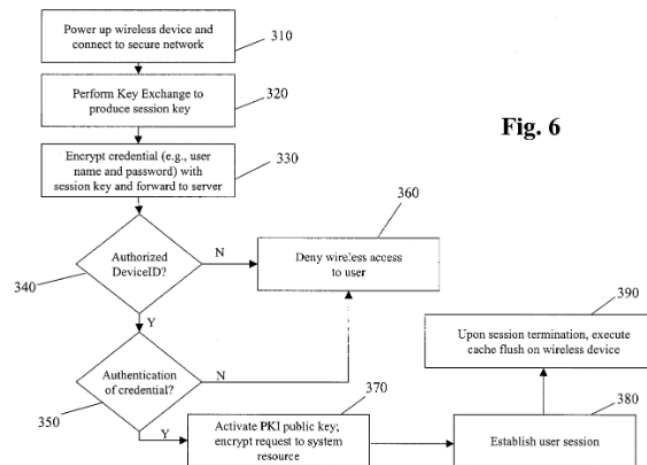 Power up wireless device and
connect to secure network
310
Perform Key Exchange to
produce session key
320
Fig. 6
Encrypt credential (e.g., user
name and password) with
session key and forward to server
330
360
Authorized
DeviceID?
N
Deny wireless access
to user
340
Y
390
Upon session termination, execute
cache flush on wireless device
Authentication
of credential?
N
350
370
380
Y
Activate PKI public key;
encrypt request to system
resource
Establish user session